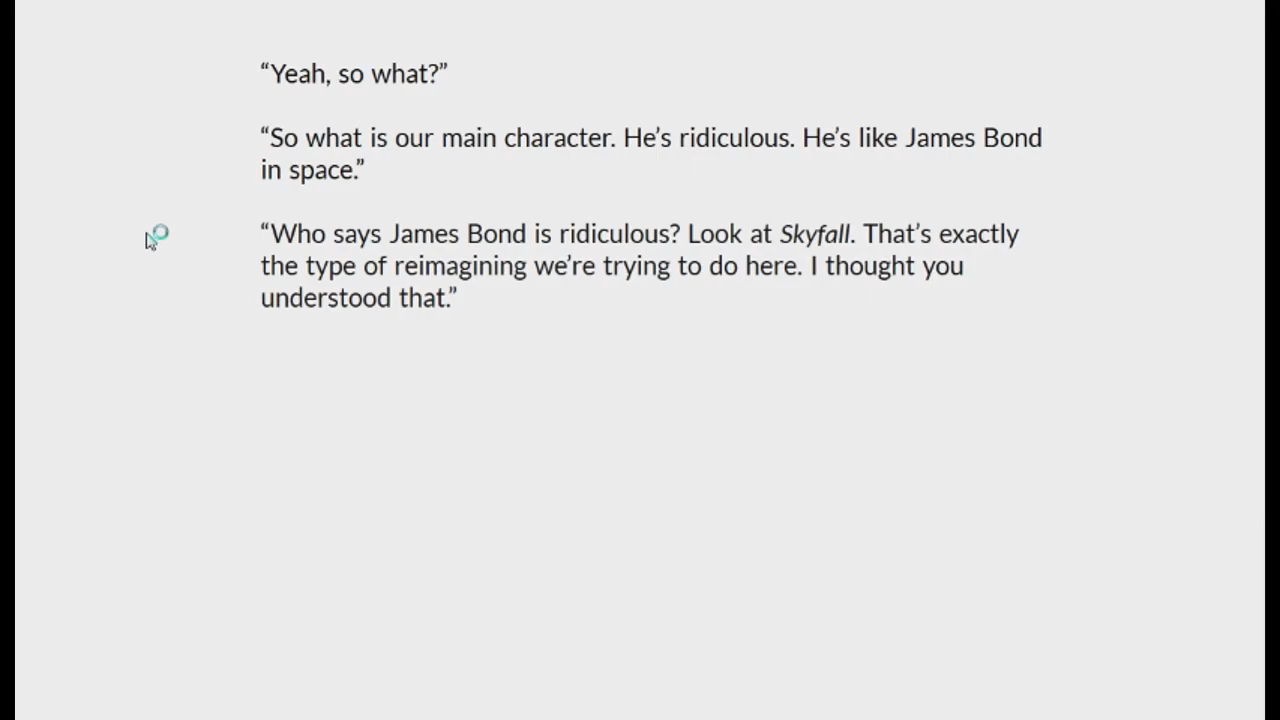 “Yeah, so what?”
“So what is our main character. He’s ridiculous. He’s like James Bond
in space.”
“Who says James Bond is ridiculous? Look at Skyfall. That’s exactly
the type of reimagining we’re trying to do here. I thought you
understood that.”